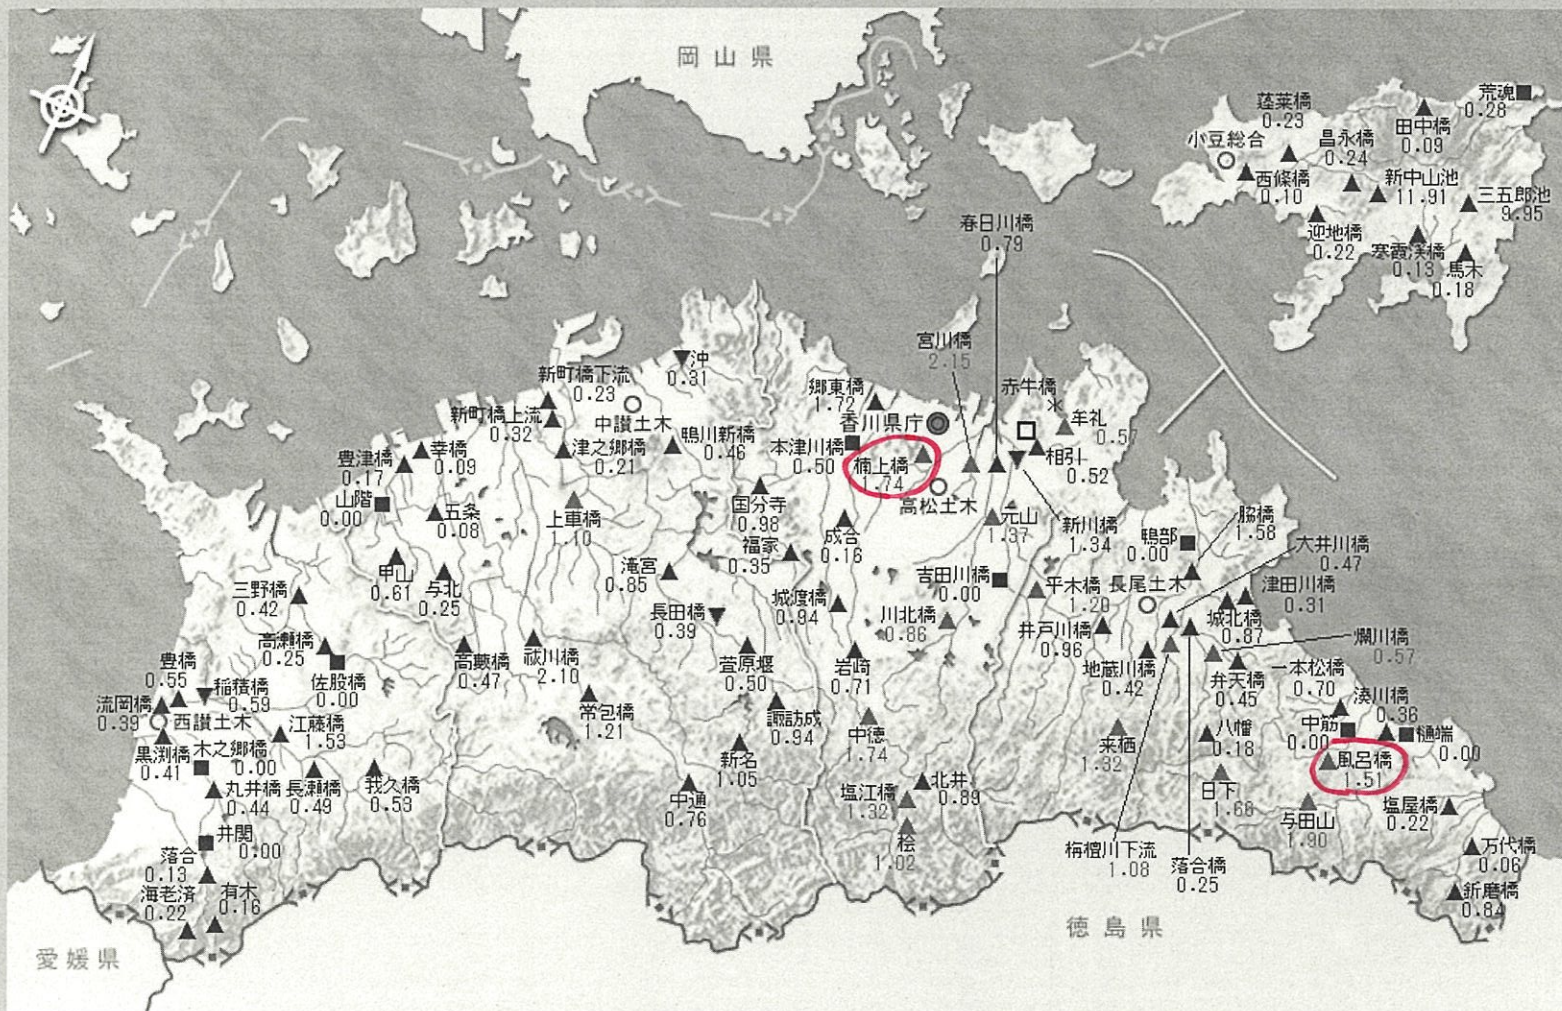 岡山県
荒魂
0.28
蓬莱橋
0.23
田中橋
0.09
小豆総合
昌永橋
0.24
西條橋
0.10
新中山池
11.91
三五郎池
9.95
迎地橋
0.22
寒霞渓橋
0.13
馬木
0.18
春日川橋
0.79
宮川橋
2.15
沖
0.31
新町橋下流
0.23
中讃土木
郷東橋
1.72
香川県庁
赤牛橋
*
牟礼
0.57
新町橋上流
0.32
津之郷橋
0.21
鴨川新橋
0.46
本津川橋
0.50
楠上橋
1.74
相引
0.52
幸橋
0.09
豊津橋
0.17
山階
0.00
五条
0.08
上車橋
1.10
国分寺
0.98
高松土木
元山
1.37
新川橋
1.34
鴨部
0.00
脇橋
1.58
大井川橋
0.47
成合
0.16
福家
0.35
滝宮
0.85
甲山
0.61
与北
0.25
三野橋
0.42
吉田川橋
0.00
平木橋
1.20
長尾土木
津田川橋
0.31
城北橋
0.87
長田橋
0.39
城渡橋
0.94
川北橋
0.86
井戸川橋
0.96
爛川橋
0.57
高瀬橋
0.25
佐股橋
0.00
高藪橋
0.47
萩川橋
2.10
萱原堰
0.50
岩崎
0.71
地蔵川橋
0.42
弁天橋
0.45
一本松橋
0.70
湊川橋
0.36
豊橋
0.55
稲積橋
0.59
流岡橋
0.39
西讃土木
江藤橋
1.53
常包橋
1.21
諏訪成
0.94
中徳
1.74
来栖
1.32
八幡
0.18
中筋
0.00
樋端
0.00
黒渕橋
0.41
木之郷橋
0.00
丸井橋
0.44
長瀬橋
0.49
我久橋
0.53
新名
1.05
中通
0.76
塩江橋
1.32
北井
0.89
日下
1.68
風呂橋
1.51
与田山
1.90
塩屋橋
0.22
井関
0.00
落合
0.13
桧
1.02
栴檀川下流
1.08
落合橋
0.25
万代橋
0.06
海老済
0.22
有木
0.16
折磨橋
0.84
愛媛県
徳島県